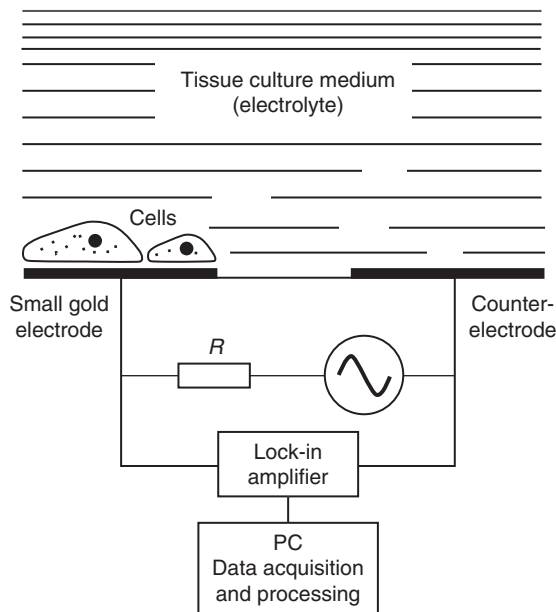 Tissue culture medium
(electrolyte)
Cells
Small gold
electrode
Counter-
electrode
R
Lock-in
amplifier
PC
Data acquisition
and processing